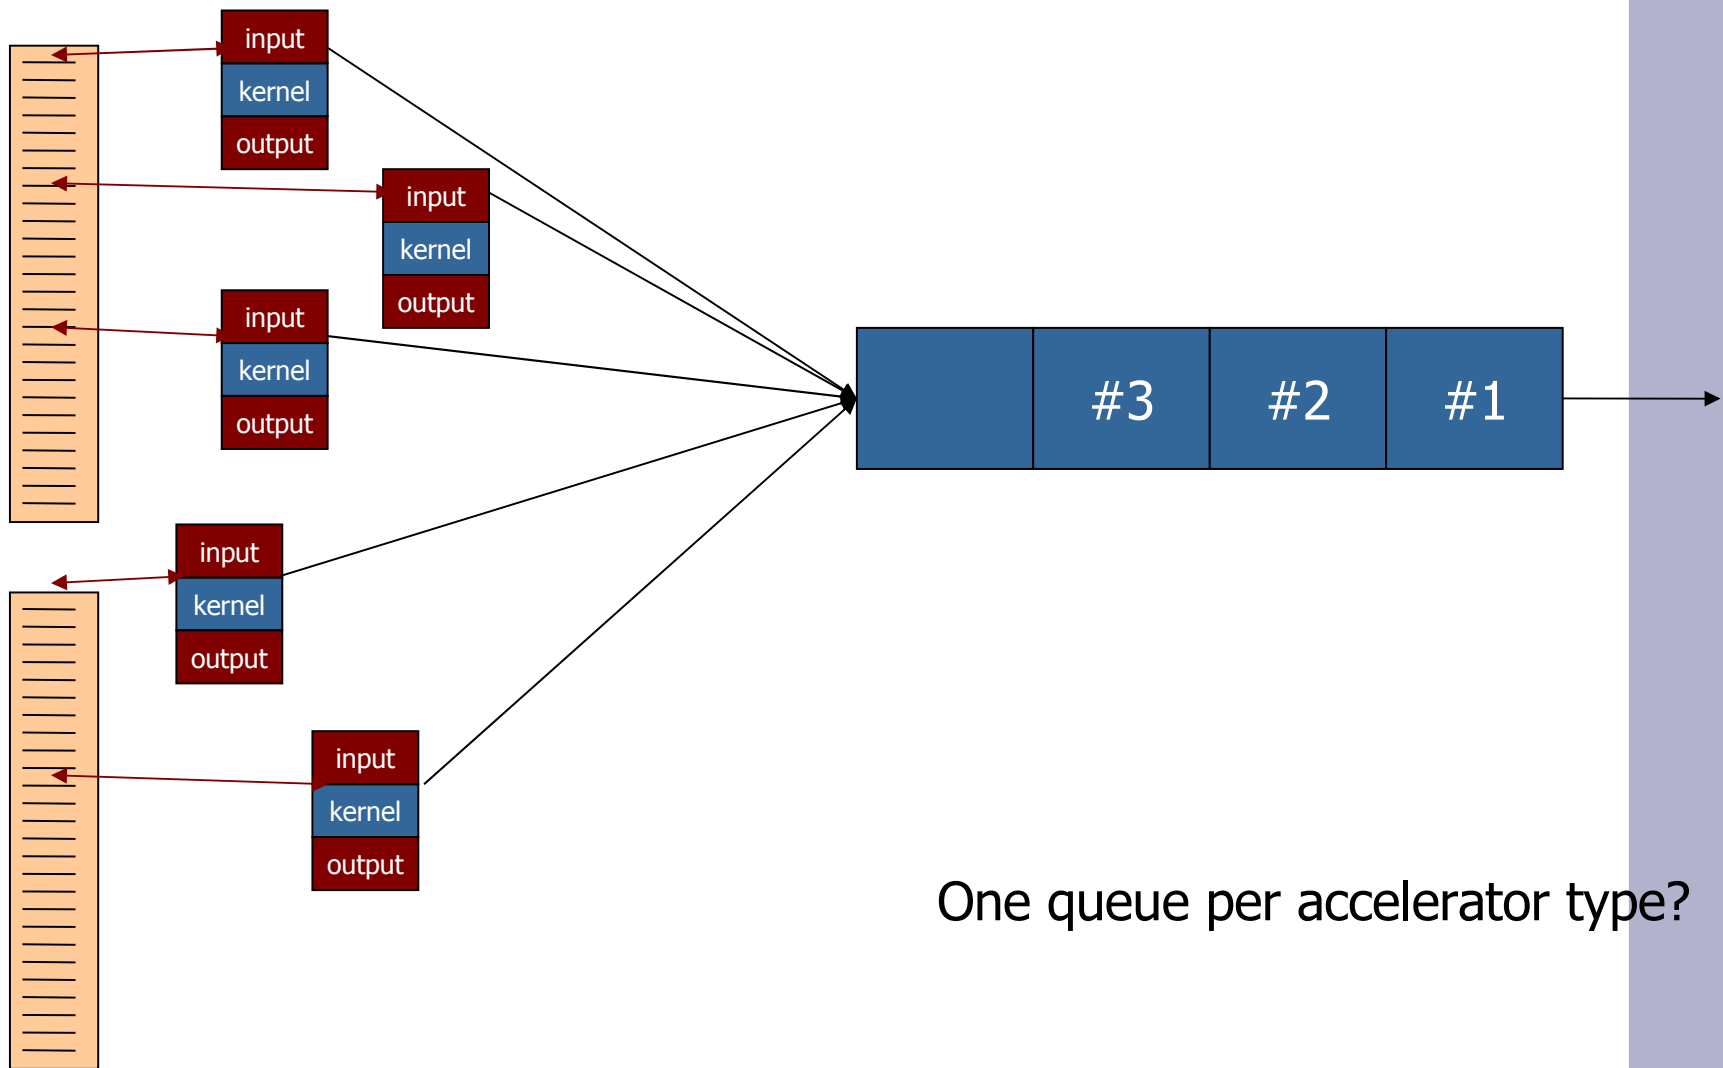 input
kernel
output
input
kernel
output
input
kernel
output
#3 #2 #1
input
kernel
output
input
kernel
output
One queue per accelerator type?